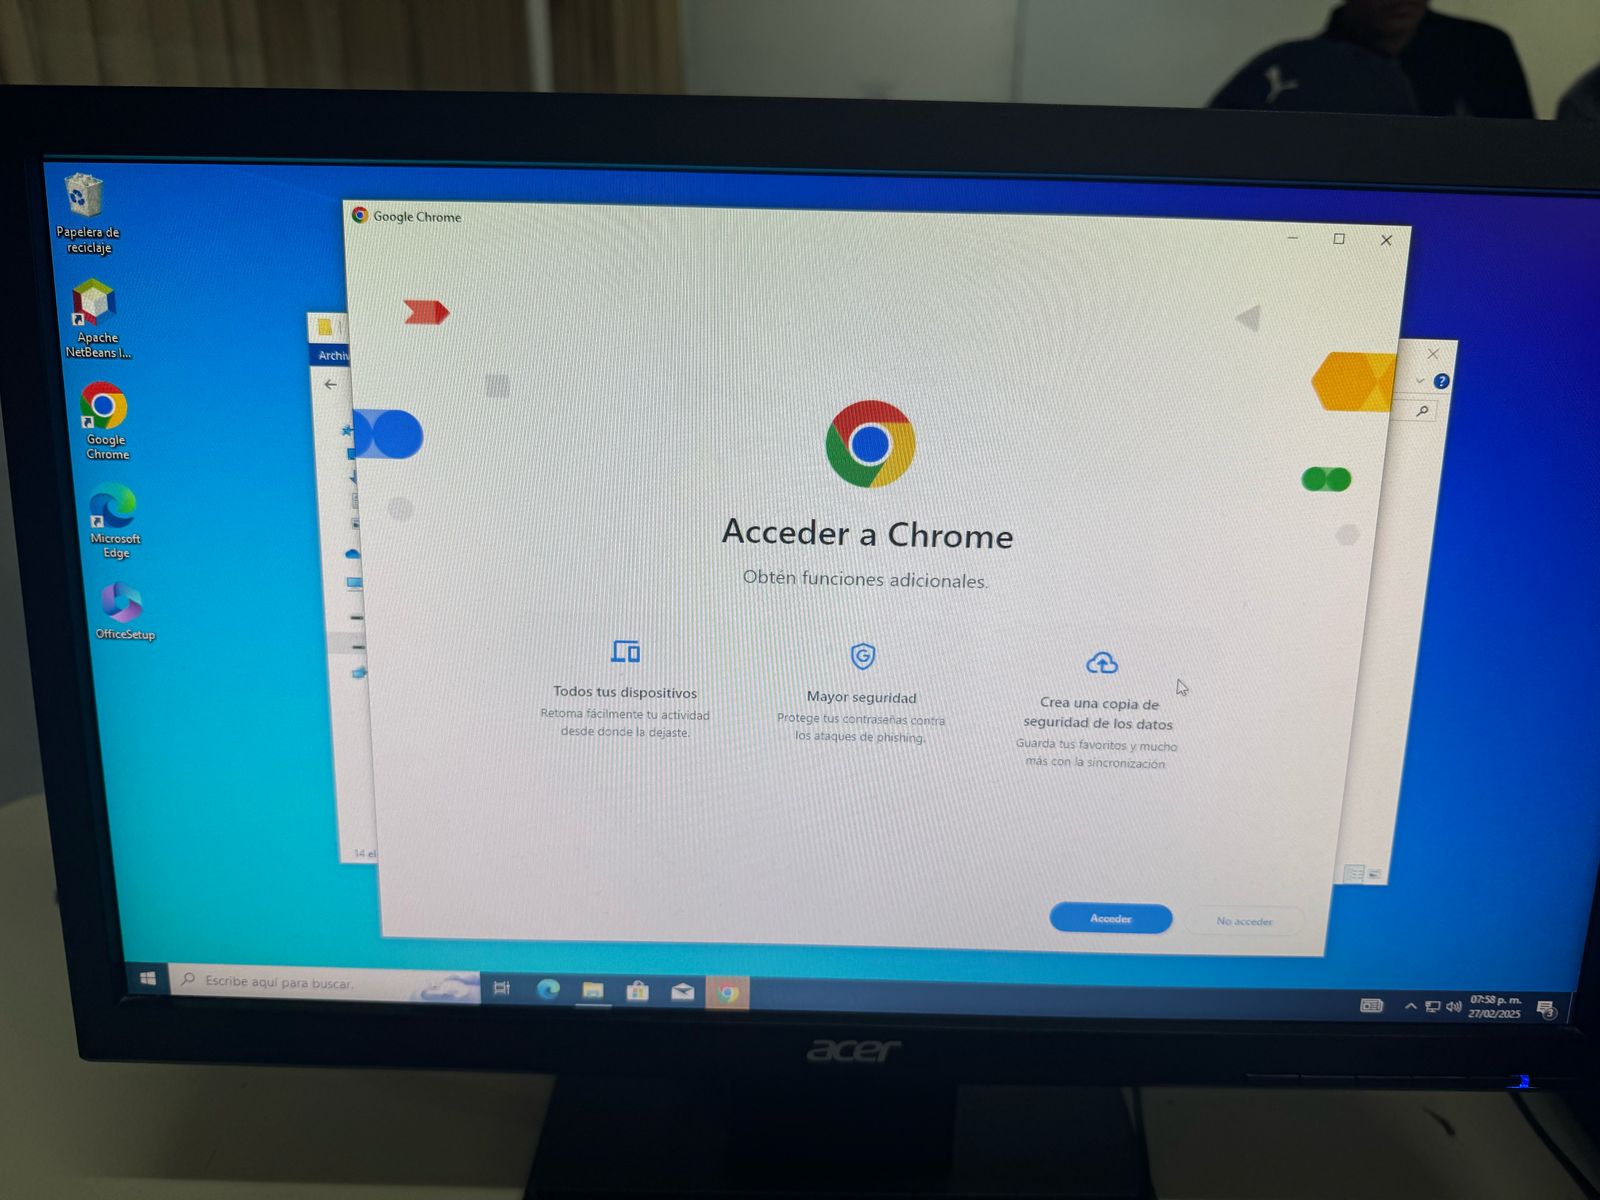 Papelera de
reciclaje
Apache
NetBeans I...
Google
Chrome
Microsoft
Edge
OfficeSetup
Google Chrome
Archiv
Acceder a Chrome
Obtén funciones adicionales.
Todos tus dispositivos
Retoma fácilmente tu actividad
desde donde la dejaste.
Mayor seguridad
Protege tus contraseñas contra
los ataques de phishing.
Crea una copia de
seguridad de los datos
Guarda tus favoritos y mucho
más con la sincronización.
14 el
Acceder
No acceder
Escribe aquí para buscar.
07:58 p. m.
27/02/2025
3
acer